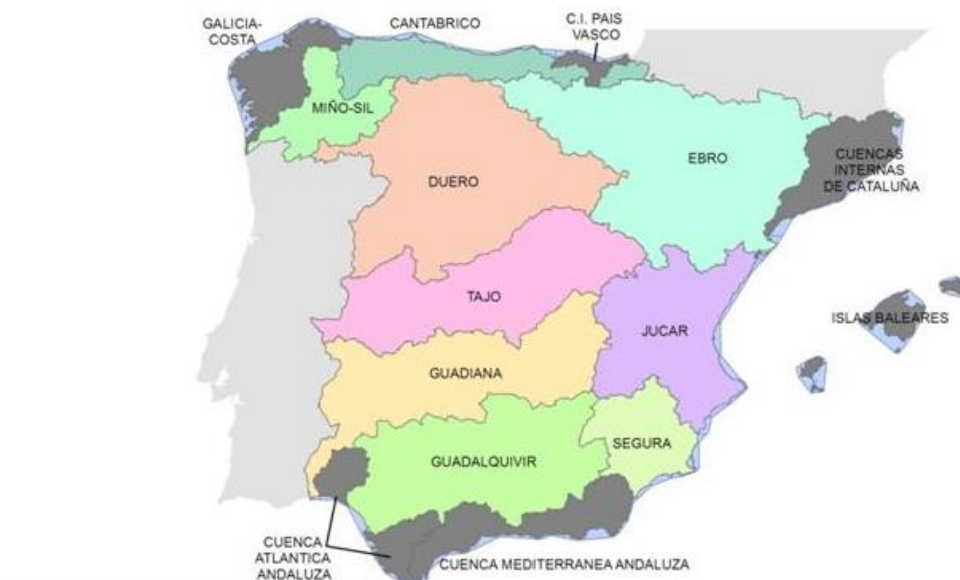 GALICIA-
COSTA
CANTABRICO
C.I. PAIS
VASCO
MIÑO-SIL
DUERO
EBRO
CUENCAS
INTERNAS
DE CATALUÑA
TAJO
ISLAS BALEARES
JUCAR
GUADIANA
SEGURA
GUADALQUIVIR
CUENCA
ATLANTICA
ANDALUZA
CUENCA MEDITERRANEA ANDALUZA